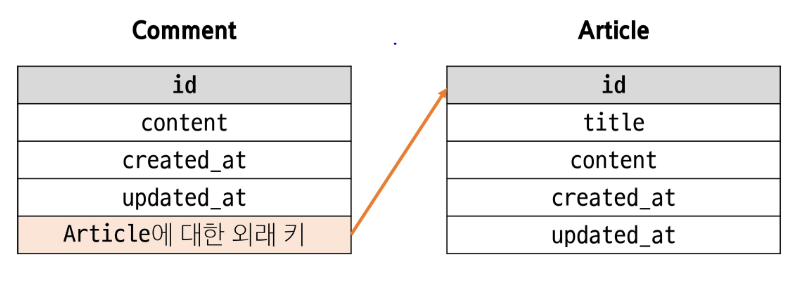 Comment
id
content
created_at
updated_at
Article에 대한 외래 키
Article
id
title
content
created_at
updated_at